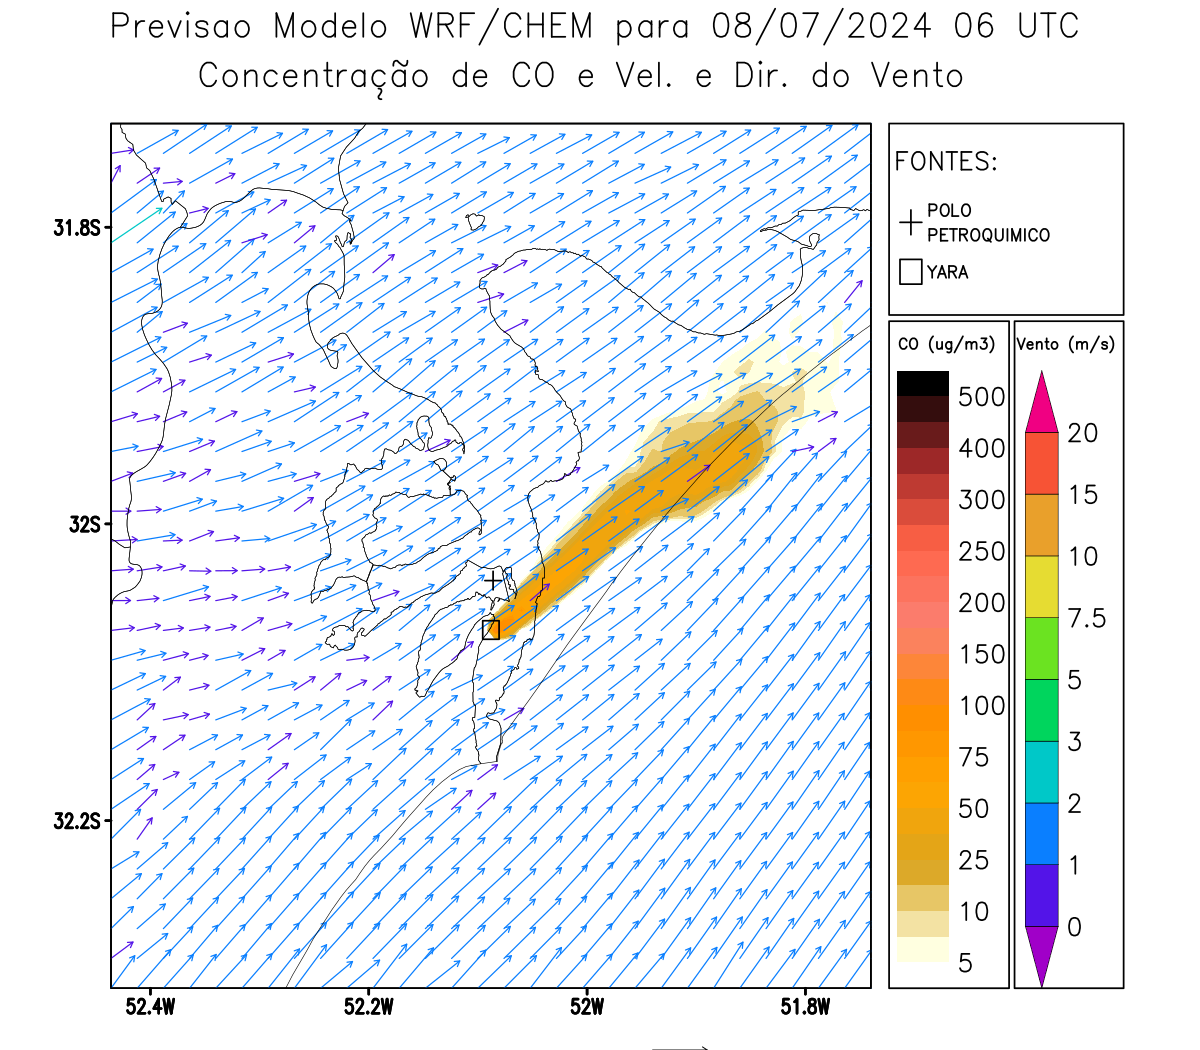 Previsao Modelo WRF/CHEM para 08/07/2024 06 UTC
Concentração de CO e Vel. e Dir. do Vento
FONTES:
POLO
PETROQUIMICO
YARA
31.8S
32S
32.2S
52.4W
52.2W
52W
51.8W
CO (ug/m3)
500
400
300
250
200
150
100
75
50
25
10
5
Vento (m/s)
20
15
10
7.5
5
3
2
1
0